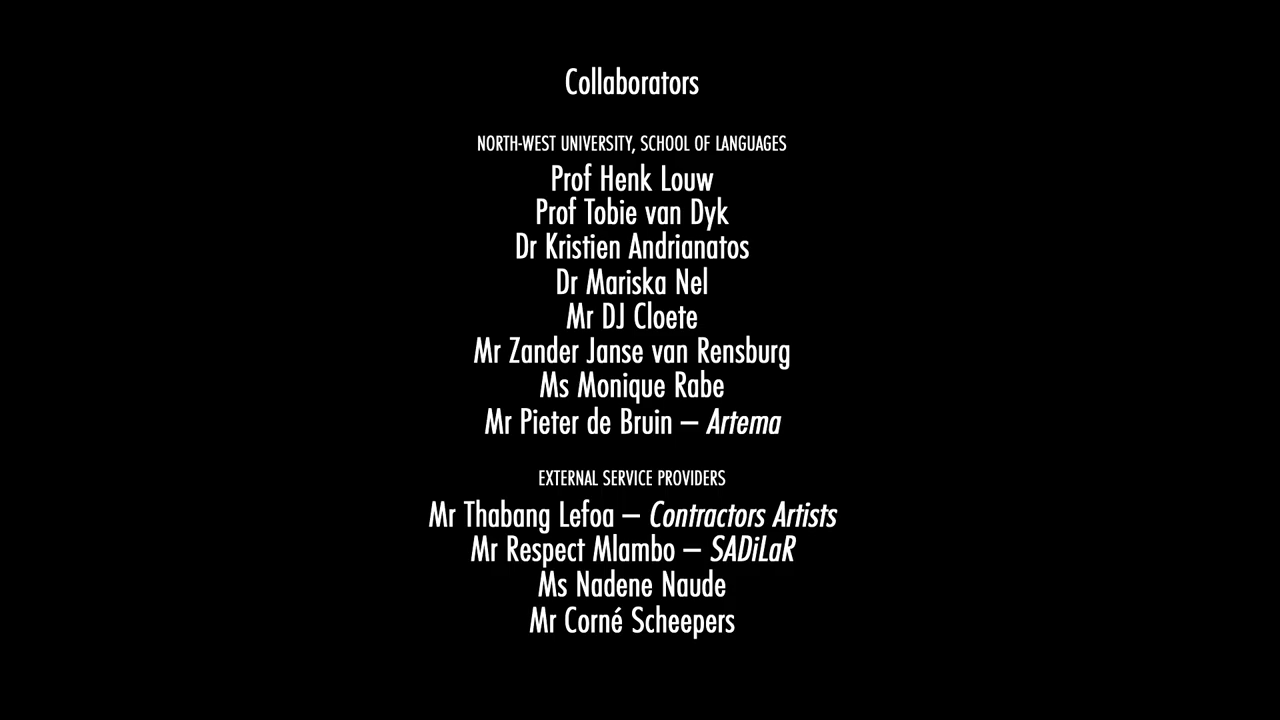 Collaborators
NORTH-WEST UNIVERSITY, SCHOOL OF LANGUAGES
Prof Henk Louw
Prof Tobie van Dyk
Dr Kristien Andrianatos
Dr Mariska Nel
Mr DJ Cloete
Mr Zander Janse van Rensburg
Ms Monique Rabe
Mr Pieter de Bruin – Artema
EXTERNAL SERVICE PROVIDERS
Mr Thabang Lefoa – Contractors Artists
Mr Respect Mlambo – SADiLaR
Ms Nadene Naude
Mr Corné Scheepers